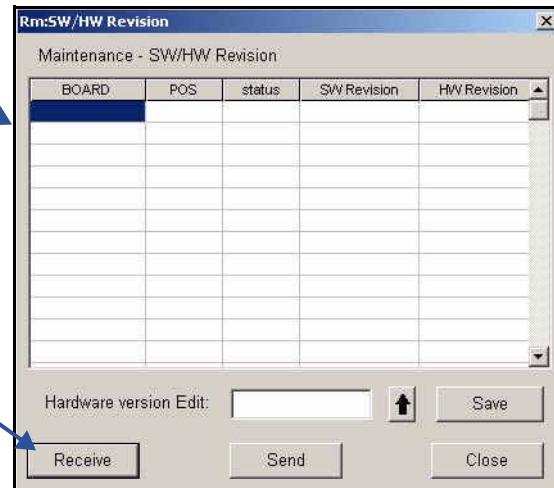 Rm:SW/HW Revision
Maintenance - SW/HW Revision
BOARD POS status SW Revision HW Revision
Hardware version Edit: Save
Receive Send Close